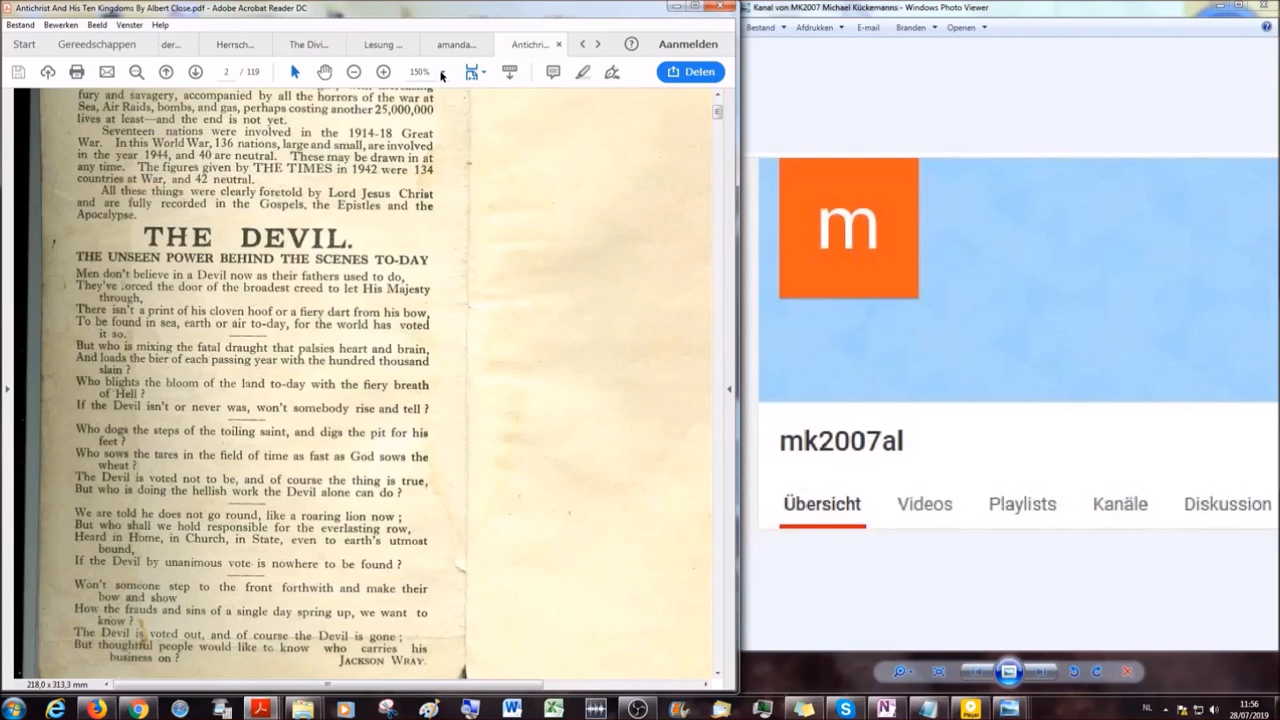 Antichrist And His Ten Kingdoms By Albert Close.pdf - Adobe Acrobat Reader DC
Bestand Bewerken Beeld Venster Help
Start Gereedschappen der... Herrsch... The Divi... Lesung ... amanda... Antichri... × Aanmelden
2 / 119 150% Delen
fury and savagery, accompanied by all the horrors of the war at
Sea, Air Raids, bombs, and gas, perhaps costing another 25,000,000
lives at least—and the end is not yet.
Seventeen nations were involved in the 1914-18 Great
War. In this World War, 136 nations, large and small, are involved
in the year 1944, and 40 are neutral. These may be drawn in at
any time. The figures given by THE TIMES in 1942 were 134
countries at War, and 42 neutral.
All these things were clearly foretold by Lord Jesus Christ
and are fully recorded in the Gospels, the Epistles and the
Apocalypse.
THE DEVIL.
THE UNSEEN POWER BEHIND THE SCENES TO-DAY
Men don't believe in a Devil now as their fathers used to do,
They've orced the door of the broadest creed to let His Majesty
through,
There isn't a print of his cloven hoof or a fiery dart from his bow,
To be found in sea, earth or air to-day, for the world has voted
it so.
But who is mixing the fatal draught that palsies heart and brain,
And loads the bier of each passing year with the hundred thousand
slain ?
Who blights the bloom of the land to-day with the fiery breath
of Hell ?
If the Devil isn't or never was, won't somebody rise and tell ?
Who dogs the steps of the toiling saint, and digs the pit for his
feet ?
Who sows the tares in the field of time as fast as God sows the
wheat ?
The Devil is voted not to be, and of course the thing is true,
But who is doing the hellish work the Devil alone can do ?
We are told he does not go round, like a roaring lion now ;
But who shall we hold responsible for the everlasting row,
Heard in Home, in Church, in State, even to earth's utmost
bound,
If the Devil by unanimous vote is nowhere to be found ?
Won't someone step to the front forthwith and make their
bow and show
How the frauds and sins of a single day spring up, we want to
know ?
The Devil is voted out, and of course the Devil is gone ;
But thoughtful people would like to know who carries his
business on ? JACKSON WRAY.
218,0 x 313,3 mm
Kanal von MK2007 Michael Kückemanns - Windows Photo Viewer
Bestand Afdrukken E-mail Branden Openen
m
mk2007al
Übersicht Videos Playlists Kanäle Diskussion
NL 11:56
28/07/2019